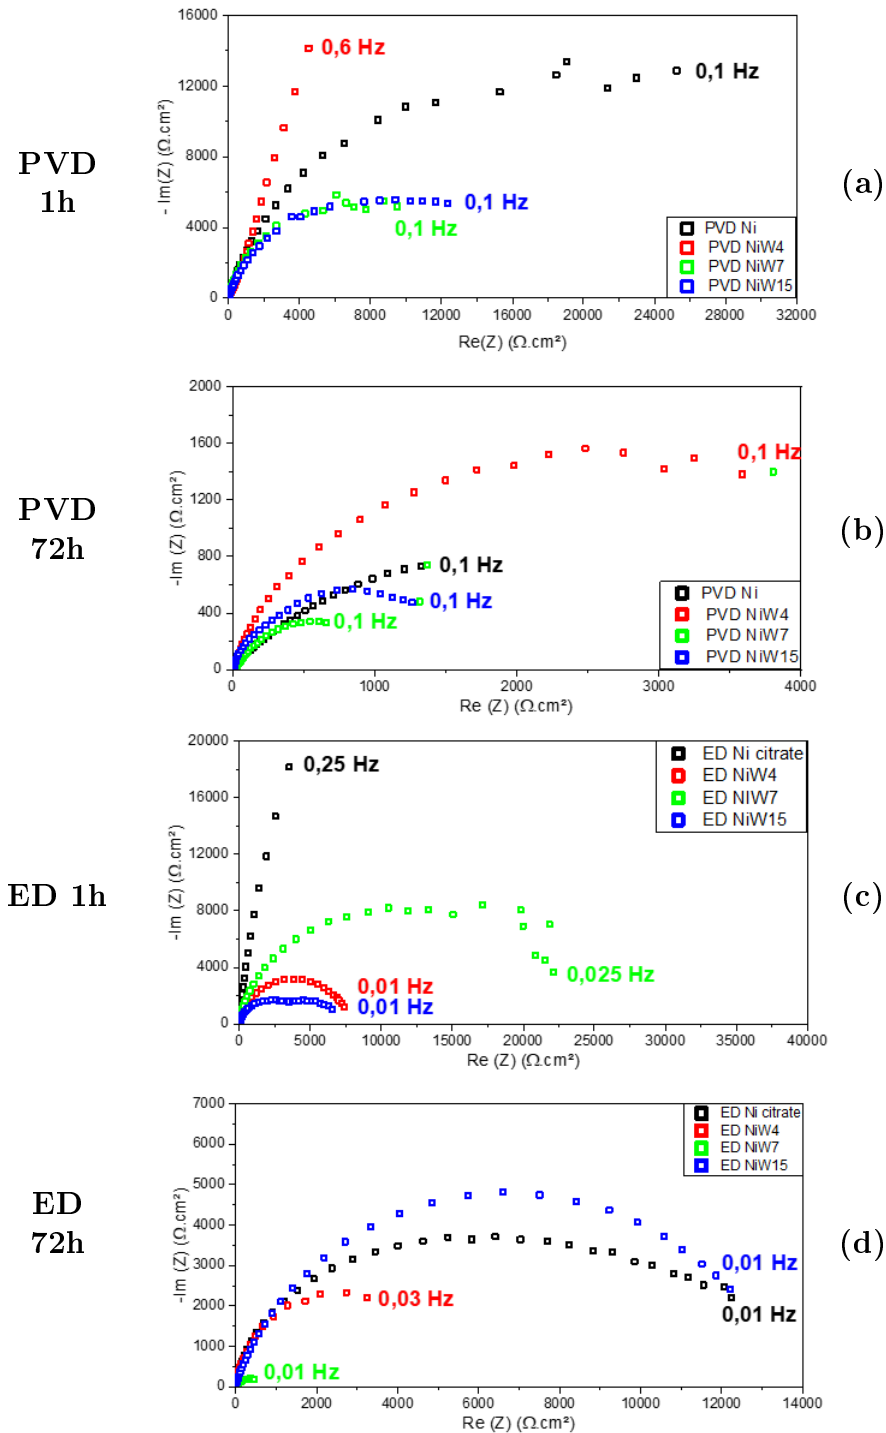 PVD
1h
16000
12000
8000
4000
0
- Im(Z) (Ω.cm²)
0,6 Hz
0,1 Hz
0,1 Hz
0,1 Hz
PVD Ni
PVD NiW4
PVD NiW7
PVD NiW15
0 4000 8000 12000 16000 20000 24000 28000 32000
Re(Z) (Ω.cm²)
(a)
PVD
72h
2000
1600
1200
800
400
0
-Im (Z) (Ω.cm²)
0,1 Hz
0,1 Hz
0,1 Hz
0,1 Hz
PVD Ni
PVD NiW4
PVD NiW7
PVD NiW15
0 1000 2000 3000 4000
Re (Z) (Ω.cm²)
(b)
ED 1h
20000
16000
12000
8000
4000
0
-Im (Z) (Ω.cm²)
0,25 Hz
0,025 Hz
0,01 Hz
0,01 Hz
ED Ni citrate
ED NiW4
ED NIW7
ED NiW15
0 5000 10000 15000 20000 25000 30000 35000 40000
Re (Z) (Ω.cm²)
(c)
ED
72h
7000
6000
5000
4000
3000
2000
1000
0
-Im (Z) (Ω.cm²)
0,01 Hz
0,01 Hz
0,03 Hz
0,01 Hz
ED Ni citrate
ED NiW4
ED NiW7
ED NiW15
0 2000 4000 6000 8000 10000 12000 14000
Re (Z) (Ω.cm²)
(d)